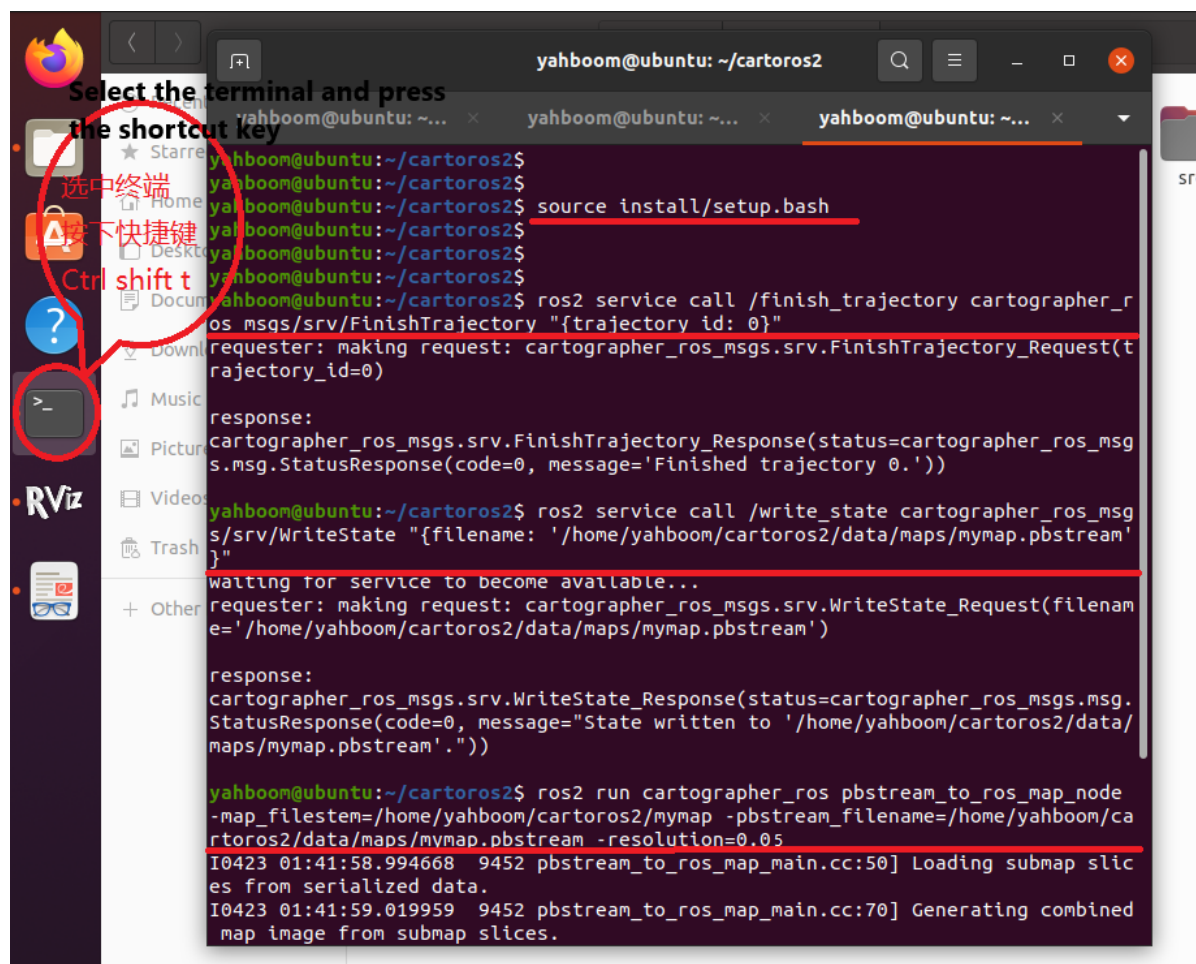 yahboom@ubuntu: ~/cartoros2
Select the terminal and press
the shortcut key
yahboom@ubuntu: ~...
yahboom@ubuntu: ~...
yahboom@ubuntu: ~...
选中终端
按下快捷键
Ctrl shift t
Starre
Home
Deskto
Docum
Downl
Music
Picture
Videos
Trash
+ Other
RViz
sr
yahboom@ubuntu:~/cartoros2$
yahboom@ubuntu:~/cartoros2$
yahboom@ubuntu:~/cartoros2$ source install/setup.bash
yahboom@ubuntu:~/cartoros2$
yahboom@ubuntu:~/cartoros2$
yahboom@ubuntu:~/cartoros2$
yahboom@ubuntu:~/cartoros2$ ros2 service call /finish_trajectory cartographer_r
os_msgs/srv/FinishTrajectory "{trajectory_id: 0}"
requester: making request: cartographer_ros_msgs.srv.FinishTrajectory_Request(t
rajectory_id=0)
response:
cartographer_ros_msgs.srv.FinishTrajectory_Response(status=cartographer_ros_msg
s.msg.StatusResponse(code=0, message='Finished trajectory 0.'))
yahboom@ubuntu:~/cartoros2$ ros2 service call /write_state cartographer_ros_msg
s/srv/WriteState "{filename: '/home/yahboom/cartoros2/data/maps/mymap.pbstream'
}"
waiting for service to become available...
requester: making request: cartographer_ros_msgs.srv.WriteState_Request(filenam
e='/home/yahboom/cartoros2/data/maps/mymap.pbstream')
response:
cartographer_ros_msgs.srv.WriteState_Response(status=cartographer_ros_msgs.msg.
StatusResponse(code=0, message="State written to '/home/yahboom/cartoros2/data/
maps/mymap.pbstream'."))
yahboom@ubuntu:~/cartoros2$ ros2 run cartographer_ros pbstream_to_ros_map_node
-map_filestem=/home/yahboom/cartoros2/mymap -pbstream_filename=/home/yahboom/ca
rtoros2/data/maps/mymap.pbstream -resolution=0.05
I0423 01:41:58.994668  9452 pbstream_to_ros_map_main.cc:50] Loading submap slic
es from serialized data.
I0423 01:41:59.019959  9452 pbstream_to_ros_map_main.cc:70] Generating combined
map image from submap slices.